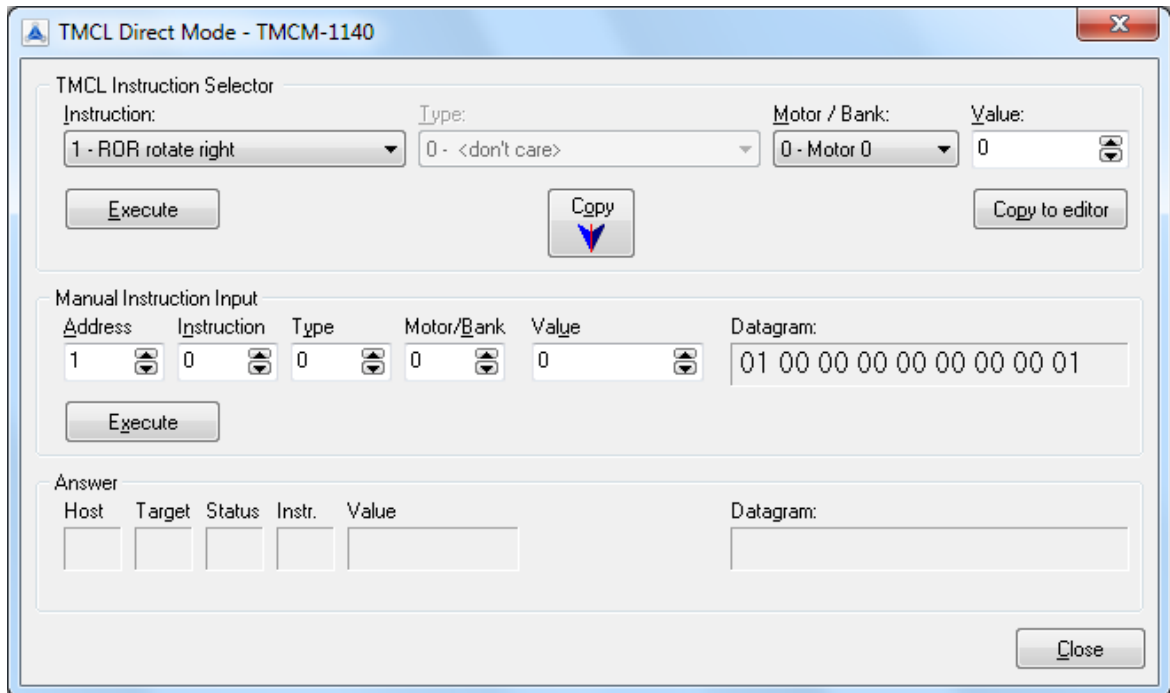 TMCL Direct Mode - TMCM-1140
X
TMCL Instruction Selector
Instruction: Type: Motor / Bank: Value:
1 - ROR rotate right 0 - <don't care> 0 - Motor 0 0
Execute Copy Copy to editor
Manual Instruction Input
Address Instruction Type Motor/Bank Value Datagram:
1 0 0 0 0 01 00 00 00 00 00 00 00 01
Execute
Answer
Host Target Status Instr. Value Datagram:
Close